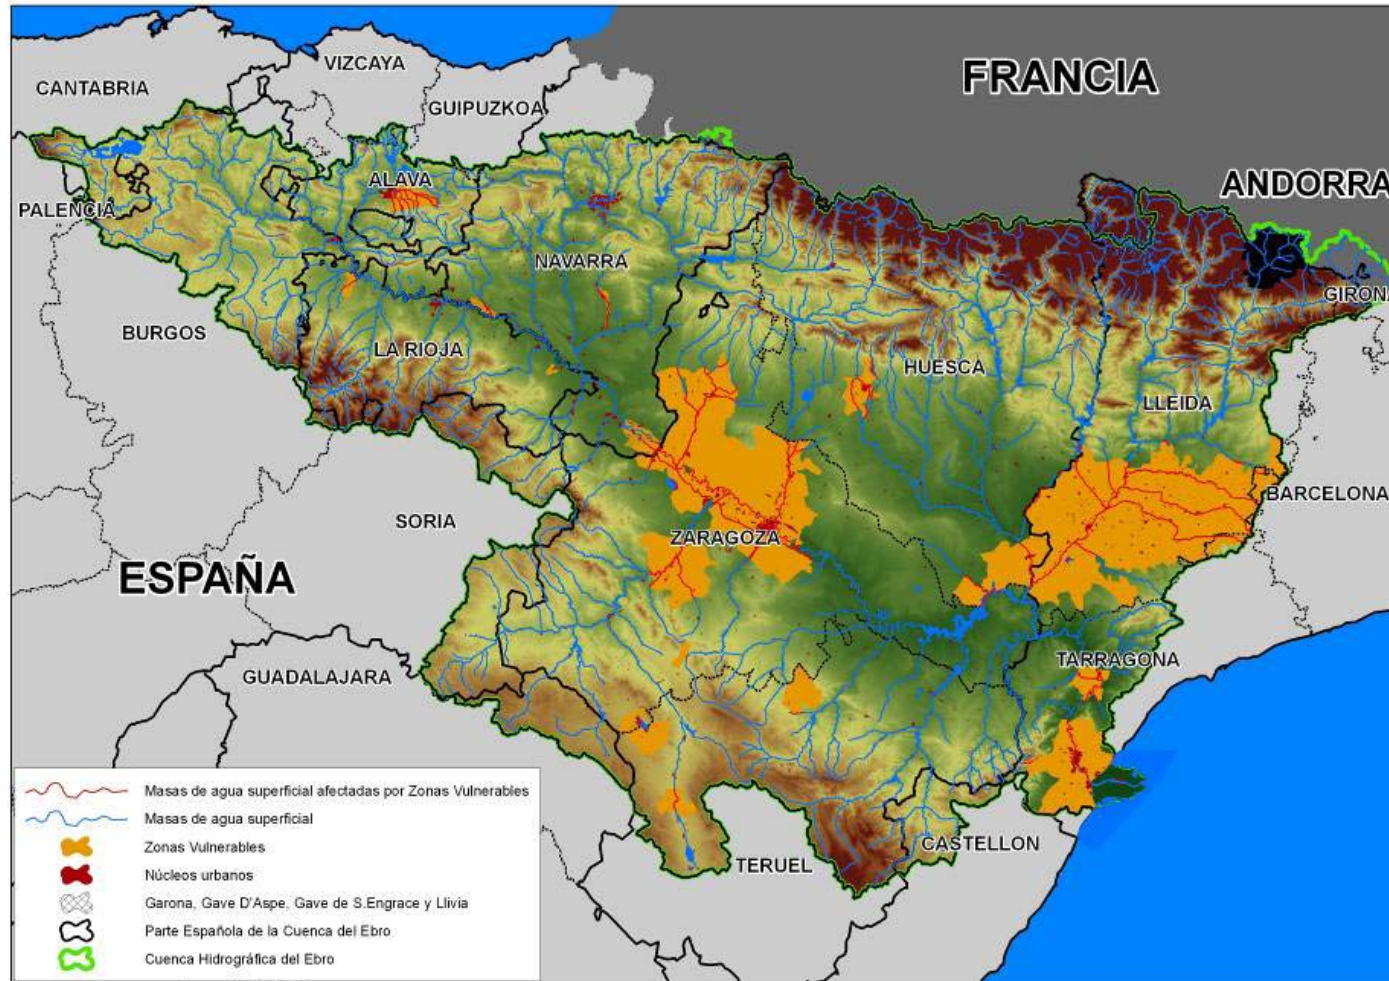 FRANCIA
VIZCAYA
CANTABRIA
GUIPUZKOA
ALAVA
ANDORRA
PALENCIA
NAVARRA
GIRON
BURGOS
LA RIOJA
HUESCA
LLEIDA
BARCELONA
SORIA
ZARAGOZA
ESPAÑA
TARRAGONA
GUADALAJARA
CASTELLON
TERUEL
Masas de agua superficial afectadas por Zonas Vulnerables
Masas de agua superficial
Zonas Vulnerables
Núcleos urbanos
Garona, Gave D'Aspe, Gave de S.Engrace y Llivia
Parte Española de la Cuenca del Ebro
Cuenca Hidrográfica del Ebro